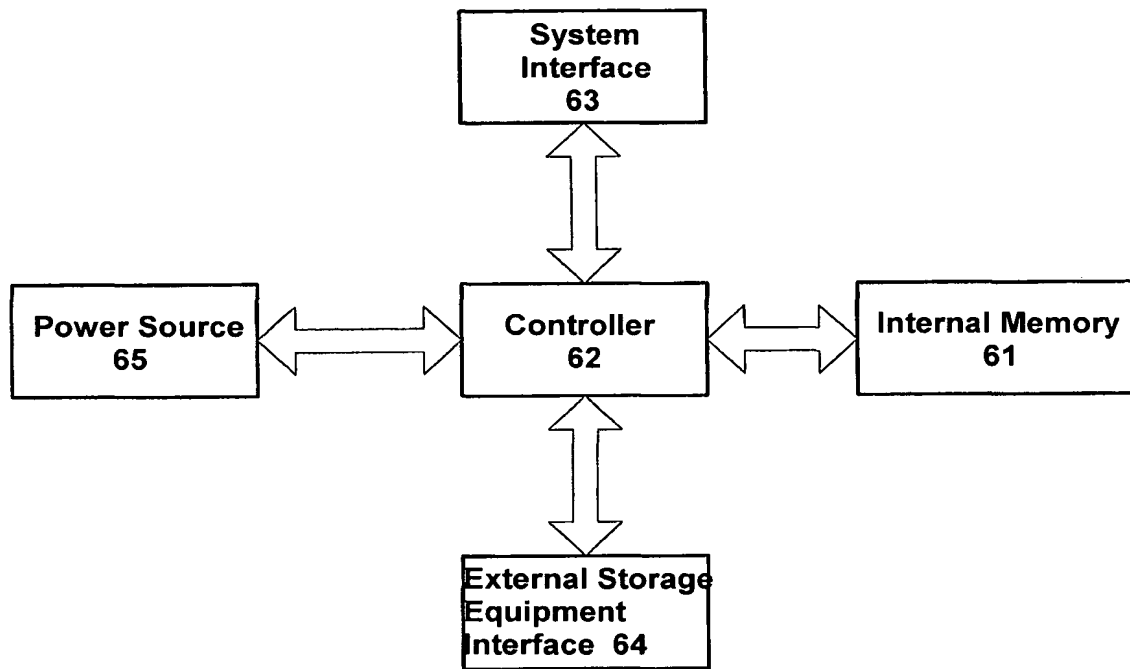 System
Interface
63
Power Source
65
Controller
62
Internal Memory
61
External Storage
Equipment
Interface 64